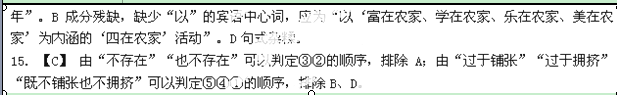 年”。B 成分残缺，缺少“以”的宾语中心词，应为“以‘富在农家、学在农家、乐在农家、美在农
家’为内涵的‘四在农家’活动”。D 句式
15. 【C】 由“不存在”“也不存在”可以判定③②的顺序，排除 A；由“过于铺张”“过于拥挤”
“既不铺张也不拥挤”可以判定⑤④①的顺序，排除 B、D。